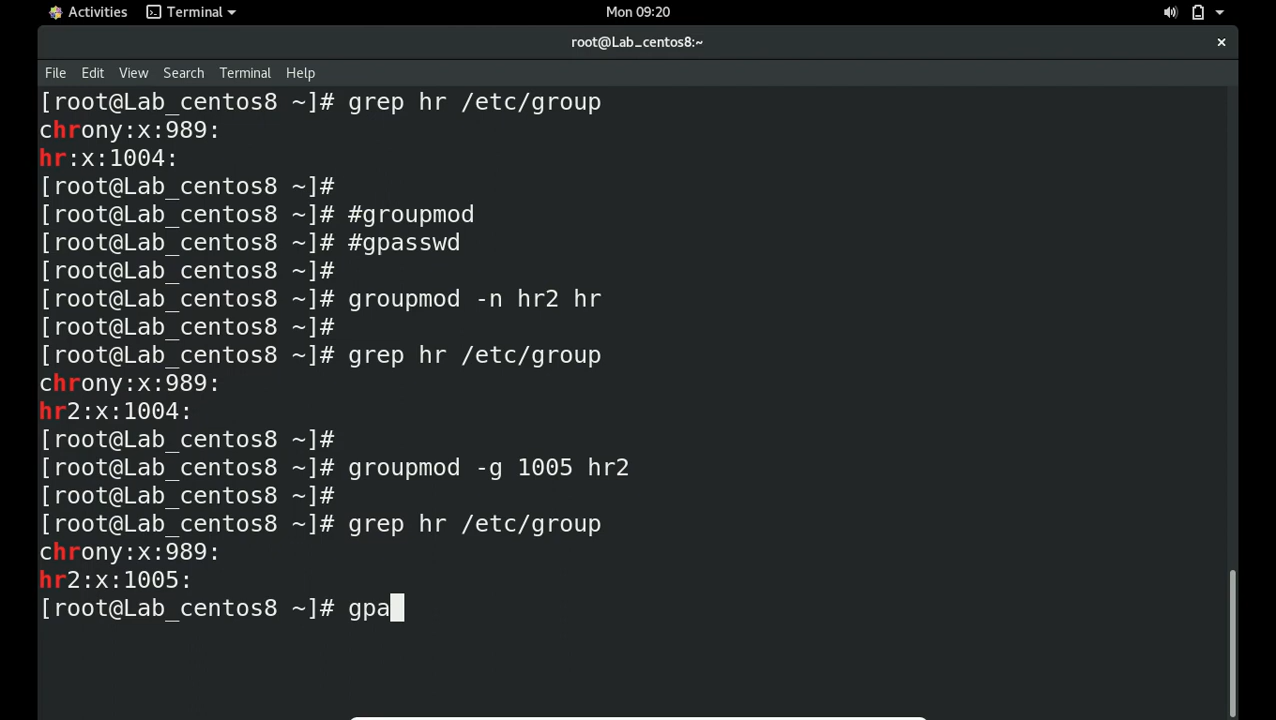 Activities Terminal Mon 09:20
root@Lab_centos8:~ ×
File Edit View Search Terminal Help
[root@Lab_centos8 ~]# grep hr /etc/group
chrony:x:989:
hr:x:1004:
[root@Lab_centos8 ~]#
[root@Lab_centos8 ~]# #groupmod
[root@Lab_centos8 ~]# #gpasswd
[root@Lab_centos8 ~]#
[root@Lab_centos8 ~]# groupmod -n hr2 hr
[root@Lab_centos8 ~]#
[root@Lab_centos8 ~]# grep hr /etc/group
chrony:x:989:
hr2:x:1004:
[root@Lab_centos8 ~]#
[root@Lab_centos8 ~]# groupmod -g 1005 hr2
[root@Lab_centos8 ~]#
[root@Lab_centos8 ~]# grep hr /etc/group
chrony:x:989:
hr2:x:1005:
[root@Lab_centos8 ~]# gpa